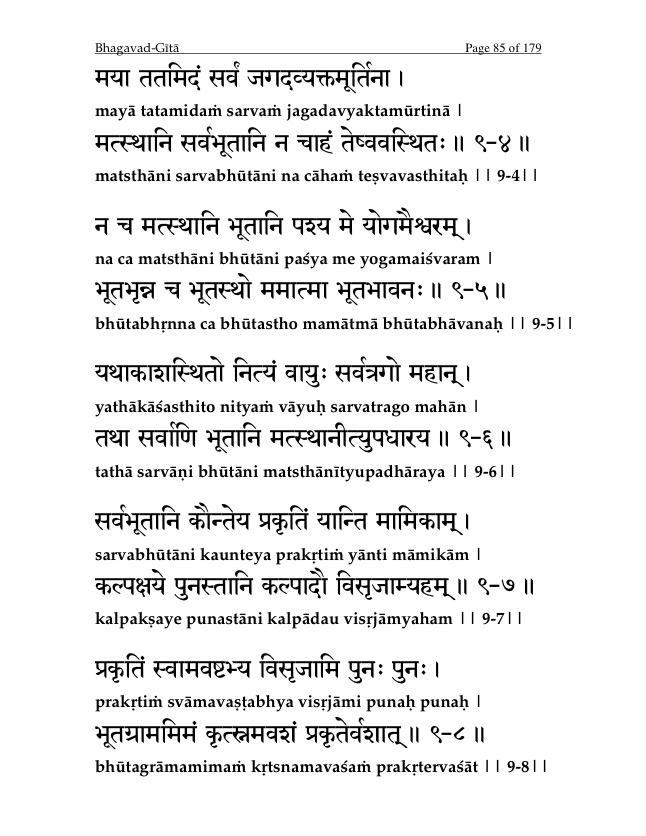 Bhagavad-Gītā Page 85 of 179
मया ततमिदं सर्वं जगदव्यक्तमूर्तिना ।
mayā tatamidaṁ sarvaṁ jagadavyaktamūrtinā |
मत्स्थानि सर्वभूतानि न चाहं तेष्ववस्थितः ॥ ९-४॥
matsthāni sarvabhūtāni na cāhaṁ teṣvavasthitaḥ || 9-4||
न च मत्स्थानि भूतानि पश्य मे योगमैश्वरम् ।
na ca matsthāni bhūtāni paśya me yogamaiśvaram |
भूतभृन्न च भूतस्थो ममात्मा भूतभावनः ॥ ९-५॥
bhūtabhṛnna ca bhūtastho mamātmā bhūtabhāvanaḥ || 9-5||
यथाकाशस्थितो नित्यं वायुः सर्वत्रगो महान् ।
yathākāśasthito nityaṁ vāyuḥ sarvatrago mahān |
तथा सर्वाणि भूतानि मत्स्थानीत्युपधारय ॥ ९-६॥
tathā sarvāṇi bhūtāni matsthānītyupadhāraya || 9-6||
सर्वभूतानि कौन्तेय प्रकृतिं यान्ति मामिकाम् ।
sarvabhūtāni kaunteya prakṛtiṁ yānti māmikām |
कल्पक्षये पुनस्तानि कल्पादौ विसृजाम्यहम् ॥ ९-७॥
kalpakṣaye punastāni kalpādau visṛjāmyaham || 9-7||
प्रकृतिं स्वामवष्टभ्य विसृजामि पुनः पुनः ।
prakṛtiṁ svāmavaṣṭabhya visṛjāmi punaḥ punaḥ |
भूतग्राममिमं कृत्स्नमवशं प्रकृतेर्वशात् ॥ ९-८॥
bhūtagrāmamimaṁ kṛtsnamavaśaṁ prakṛtervaśāt || 9-8||